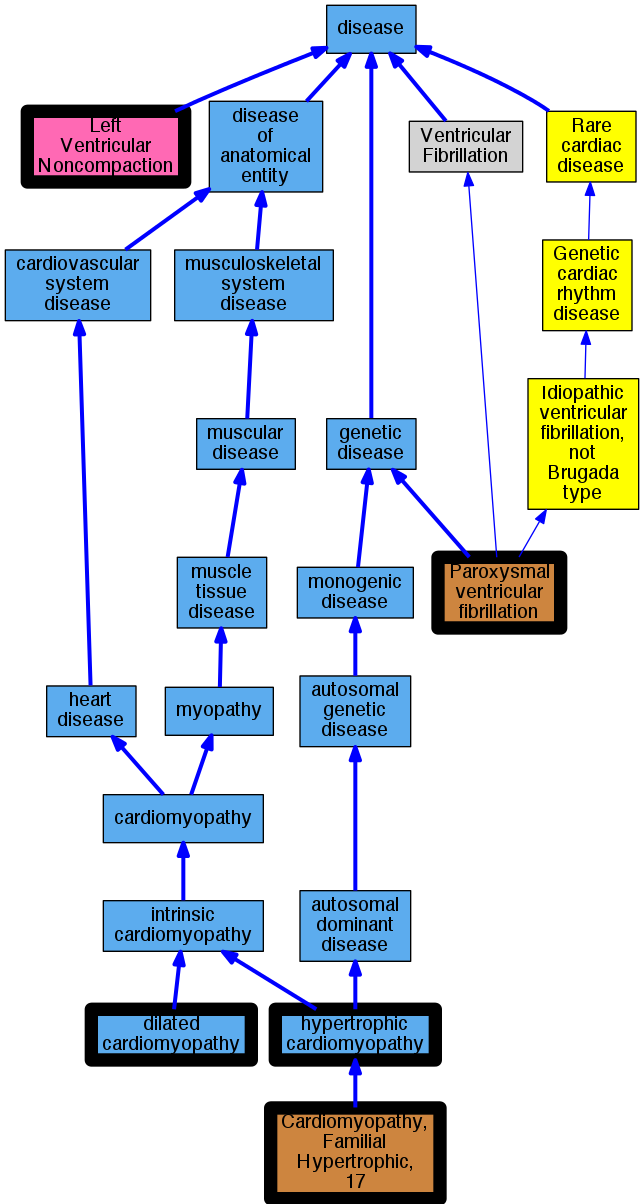 disease
Left
Ventricular
Noncompaction
disease
of
anatomical
entity
Ventricular
Fibrillation
Rare
cardiac
disease
cardiovascular
system
disease
musculoskeletal
system
disease
Genetic
cardiac
rhythm
disease
muscular
disease
genetic
disease
Idiopathic
ventricular
fibrillation,
not
Brugada
type
muscle
tissue
disease
monogenic
disease
Paroxysmal
ventricular
fibrillation
heart
disease
myopathy
autosomal
genetic
disease
cardiomyopathy
intrinsic
cardiomyopathy
autosomal
dominant
disease
dilated
cardiomyopathy
hypertrophic
cardiomyopathy
Cardiomyopathy,
Familial
Hypertrophic,
17